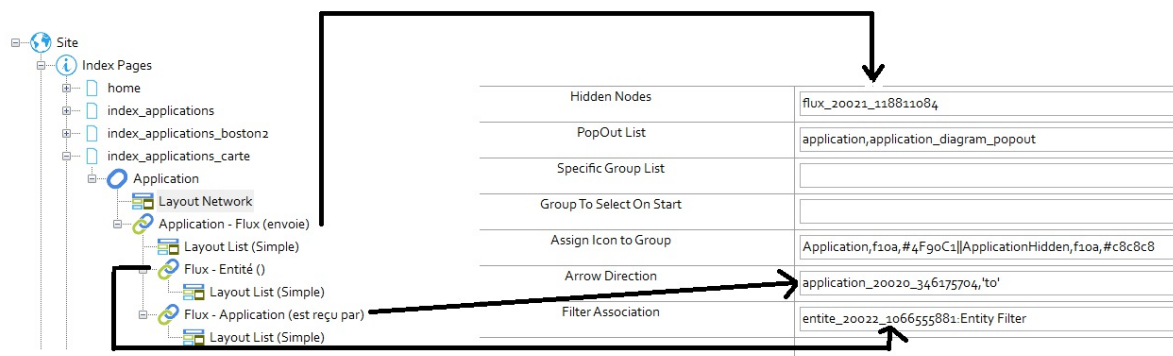 Site
Index Pages
home
index_applications
index_applications_boston2
index_applications_carte
Application
Layout Network
Application - Flux (envoie)
Layout List (Simple)
Flux - Entité ()
Layout List (Simple)
Flux - Application (est reçu par)
Layout List (Simple)
Hidden Nodes flux_20021_118811084
PopOut List application,application_diagram_popout
Specific Group List
Group To Select On Start
Assign Icon to Group Application,f10a,#4F90C1||ApplicationHidden,f10a,#c8c8c8
Arrow Direction application_20020_346175704,'to'
Filter Association entite_20022_1066555881:Entity Filter